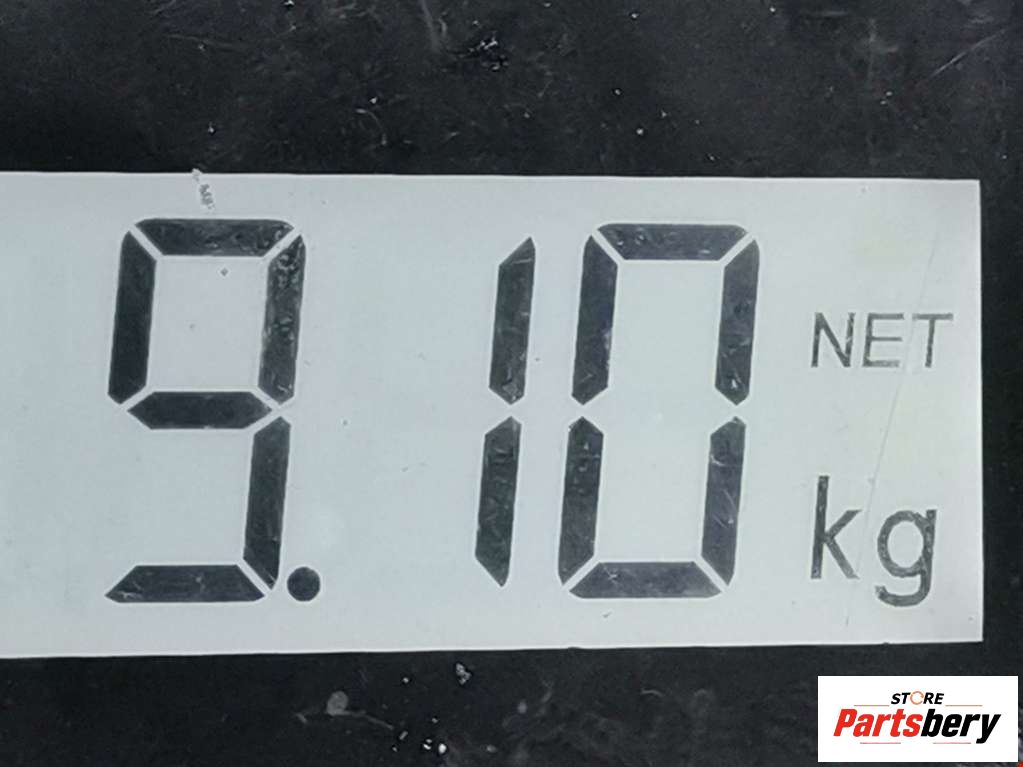 9.10
NET
kg
STORE
Partsbery